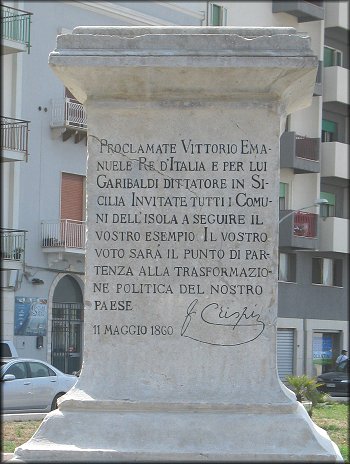 PROCLAMATE VITTORIO EMA
NUELE RE D'ITALIA E PER LUI
GARIBALDI DITTATORE IN SI
CILIA INVITATE TUTTI I COMU
NI DELL'ISOLA A SEGUIRE IL
VOSTRO ESEMPIO IL VOSTRO
VOTO SARÀ IL PUNTO DI PAR
TENZA ALLA TRASFORMAZIO
NE POLITICA DEL NOSTRO
PAESE
11 MAGGIO 1860 F. Crispi